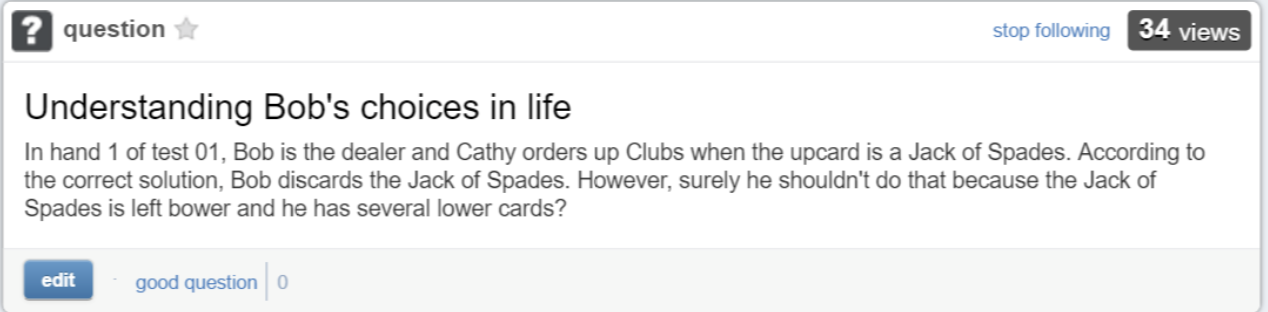 ? question
stop following
34 views
Understanding Bob's choices in life
In hand 1 of test 01, Bob is the dealer and Cathy orders up Clubs when the upcard is a Jack of Spades. According to
the correct solution, Bob discards the Jack of Spades. However, surely he shouldn't do that because the Jack of
Spades is left bower and he has several lower cards?
edit · good question | 0